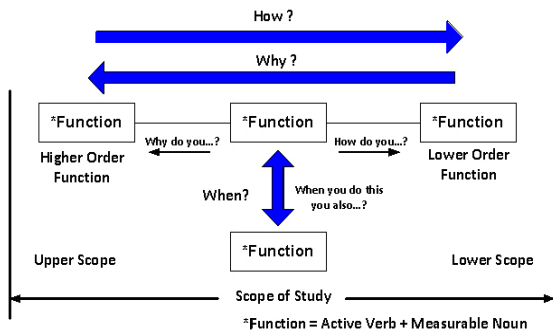 How ?
Why ?
*Function
*Function
*Function
Why do you...?
How do you...?
Higher Order
Function
Lower Order
Function
When?
When you do this
you also...?
*Function
Upper Scope
Lower Scope
Scope of Study
*Function = Active Verb + Measurable Noun